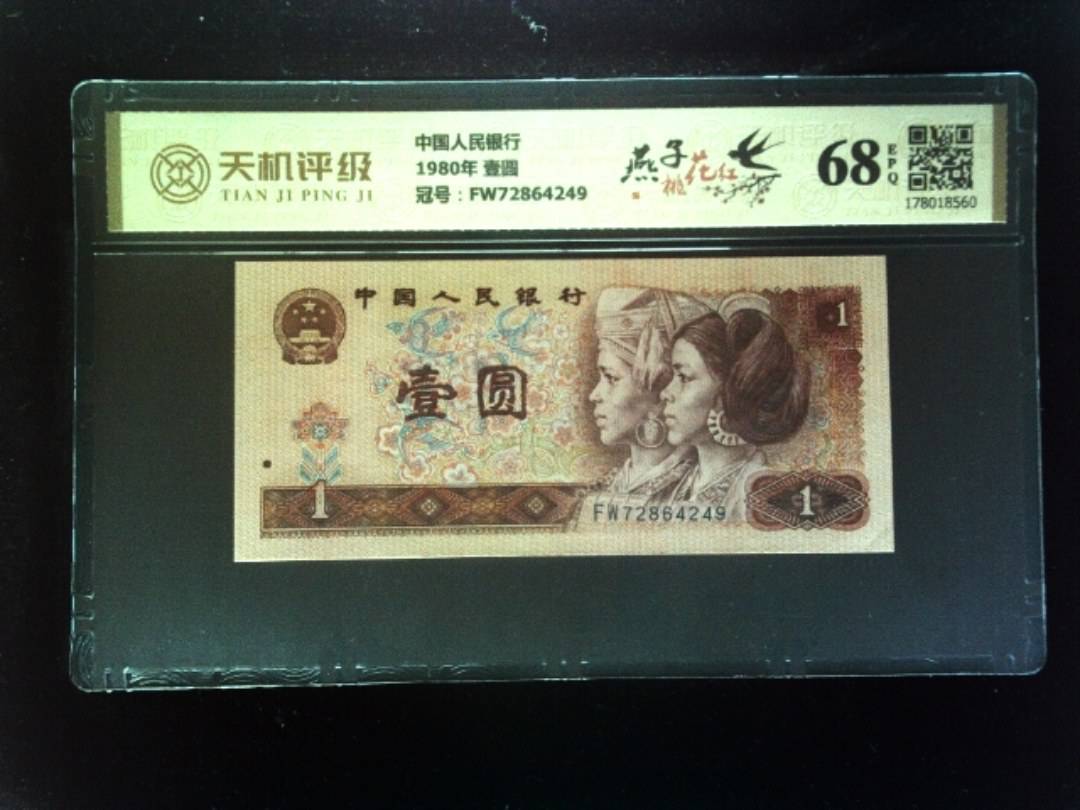 天机评级
TIAN JI PING JI
中国人民银行
1980年 壹圆
冠号：FW72864249
燕子
桃花红
68
EPQ
178018560
中国人民银行
壹圆
1
1
FW72864249
1